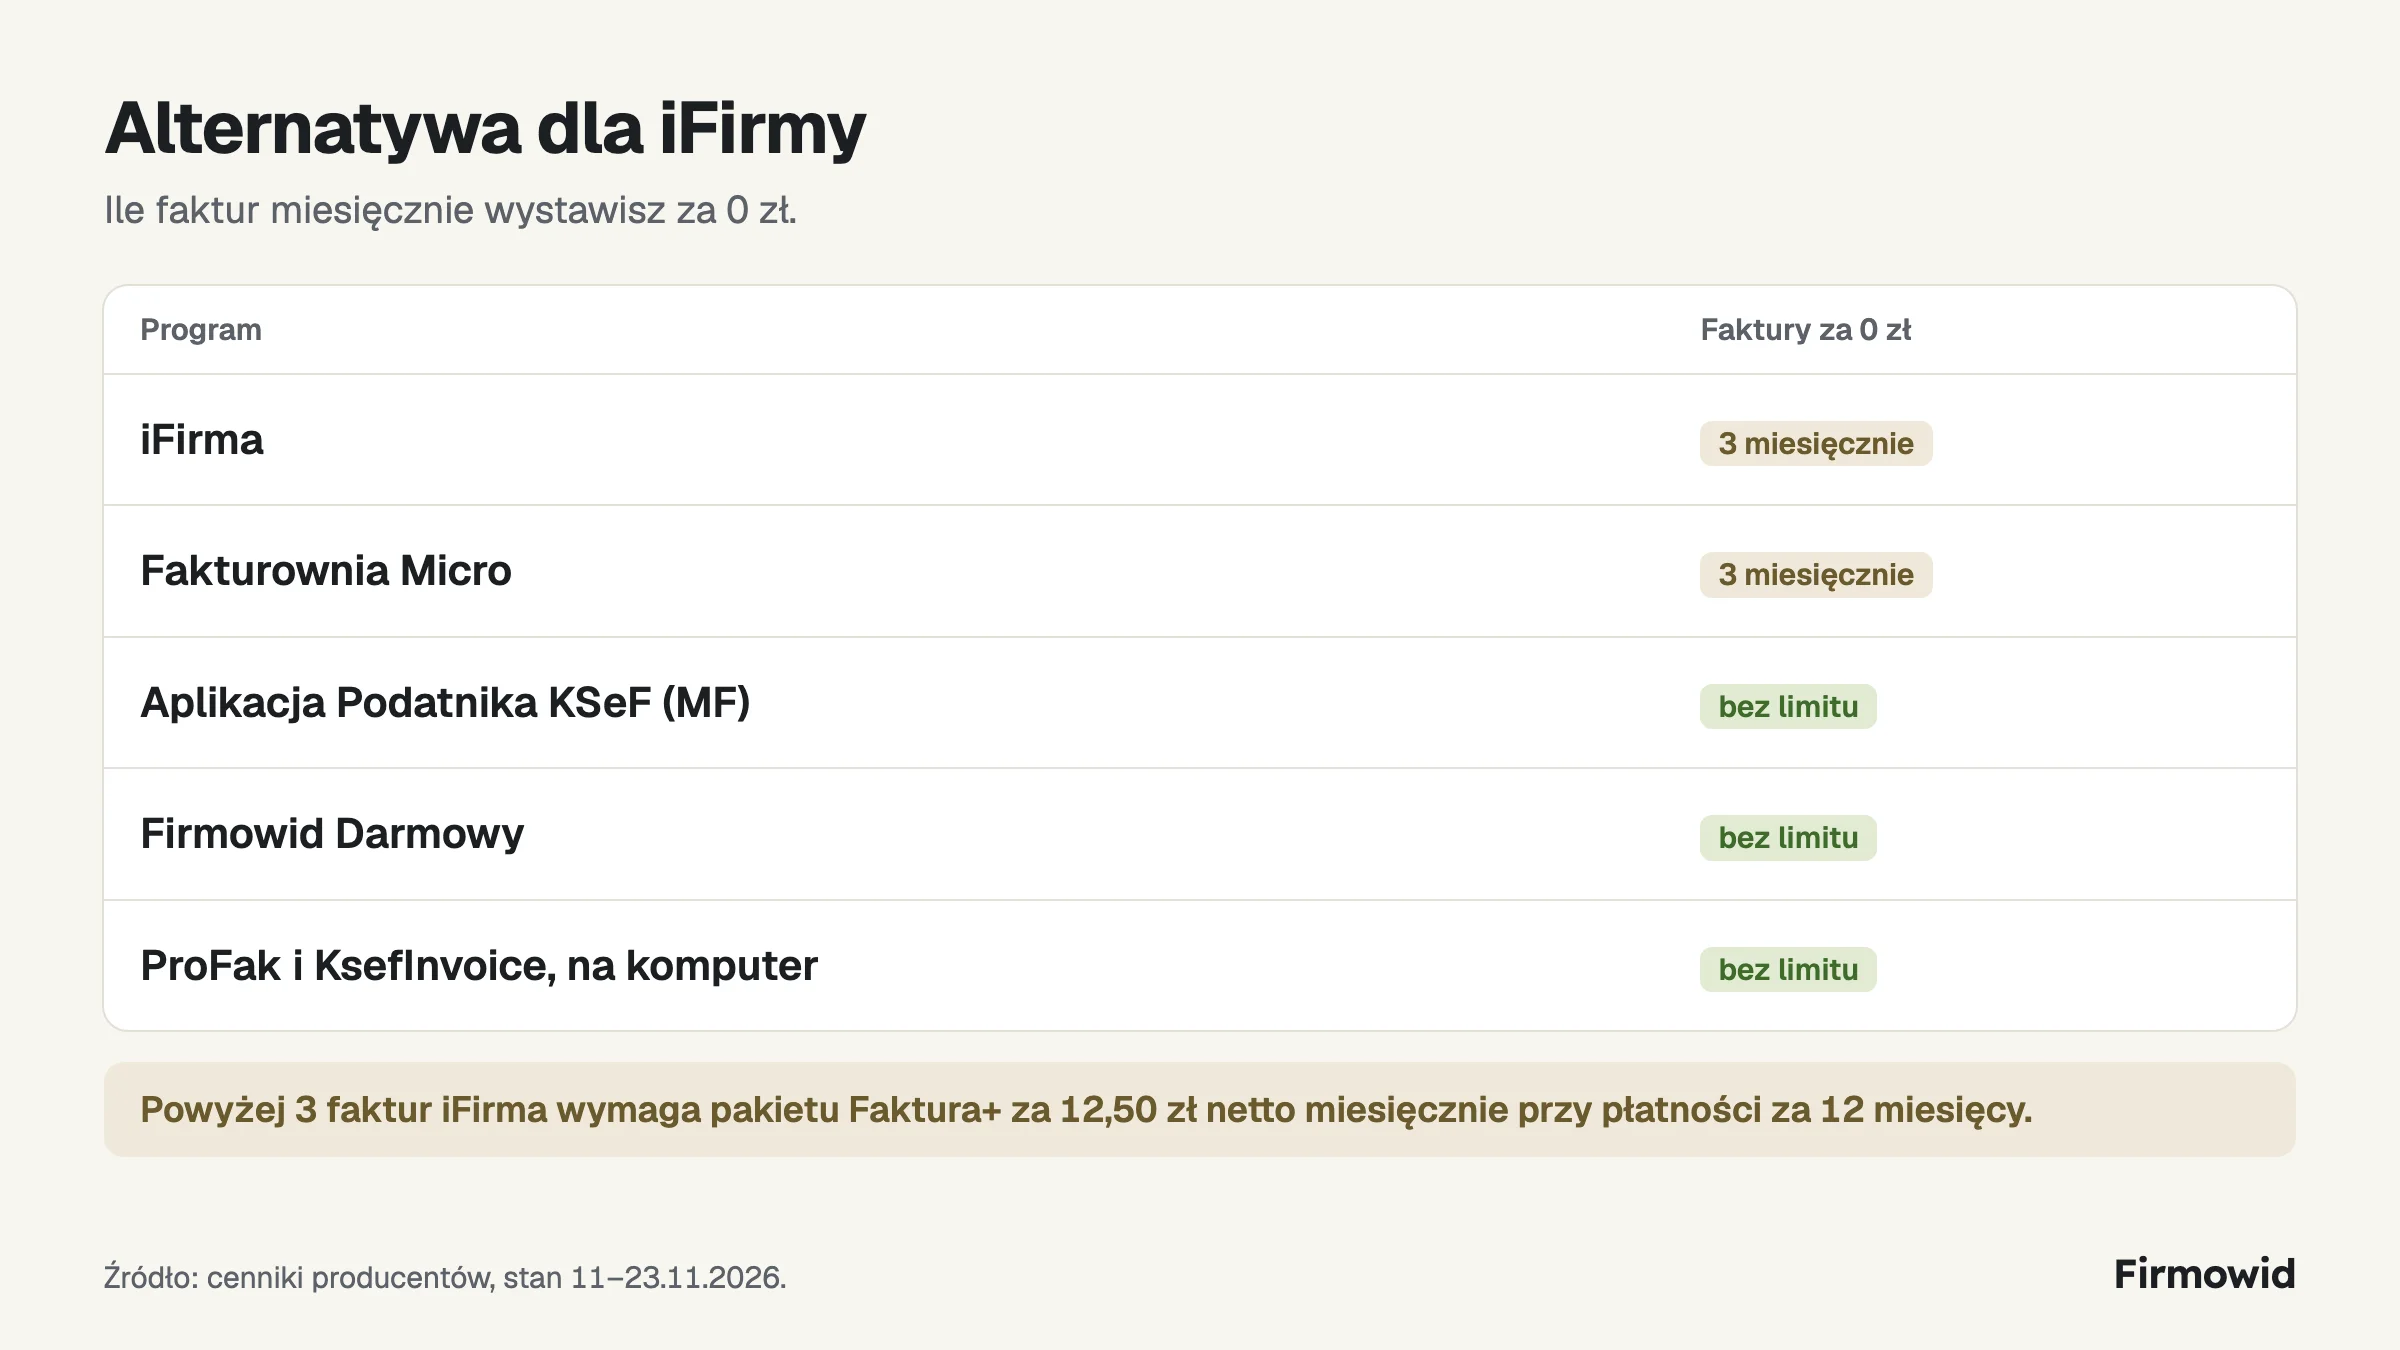 Alternatywa dla iFirmy
Ile faktur miesięcznie wystawisz za 0 zł.
Program
Faktury za 0 zł
iFirma
3 miesięcznie
Fakturownia Micro
3 miesięcznie
Aplikacja Podatnika KSeF (MF)
bez limitu
Firmowid Darmowy
bez limitu
ProFak i KsefInvoice, na komputer
bez limitu
Powyżej 3 faktur iFirma wymaga pakietu Faktura+ za 12,50 zł netto miesięcznie przy płatności za 12 miesięcy.
Źródło: cenniki producentów, stan 11–23.11.2026.
Firmowid